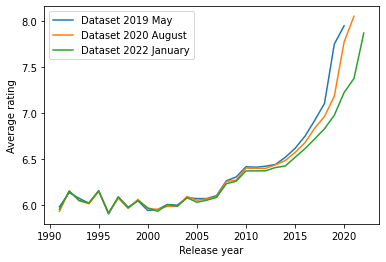 Dataset 2019 May
Dataset 2020 August
Dataset 2022 January
8.0
7.5
7.0
6.5
6.0
Average rating
1990 1995 2000 2005 2010 2015 2020
Release year